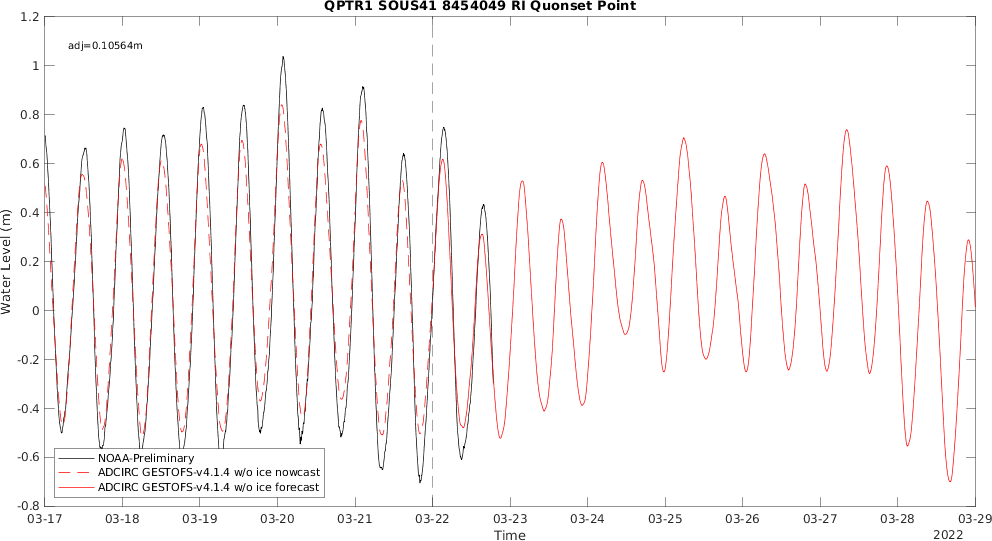 QPTR1 SOUS41 8454049 RI Quonset Point
1.2
1
0.8
0.6
0.4
0.2
0
-0.2
-0.4
-0.6
-0.8
Water Level (m)
adj=0.10564m
NOAA-Preliminary
ADCIRC GESTOFS-v4.1.4 w/o ice nowcast
ADCIRC GESTOFS-v4.1.4 w/o ice forecast
03-17 03-18 03-19 03-20 03-21 03-22 03-23 03-24 03-25 03-26 03-27 03-28 03-29
Time
2022